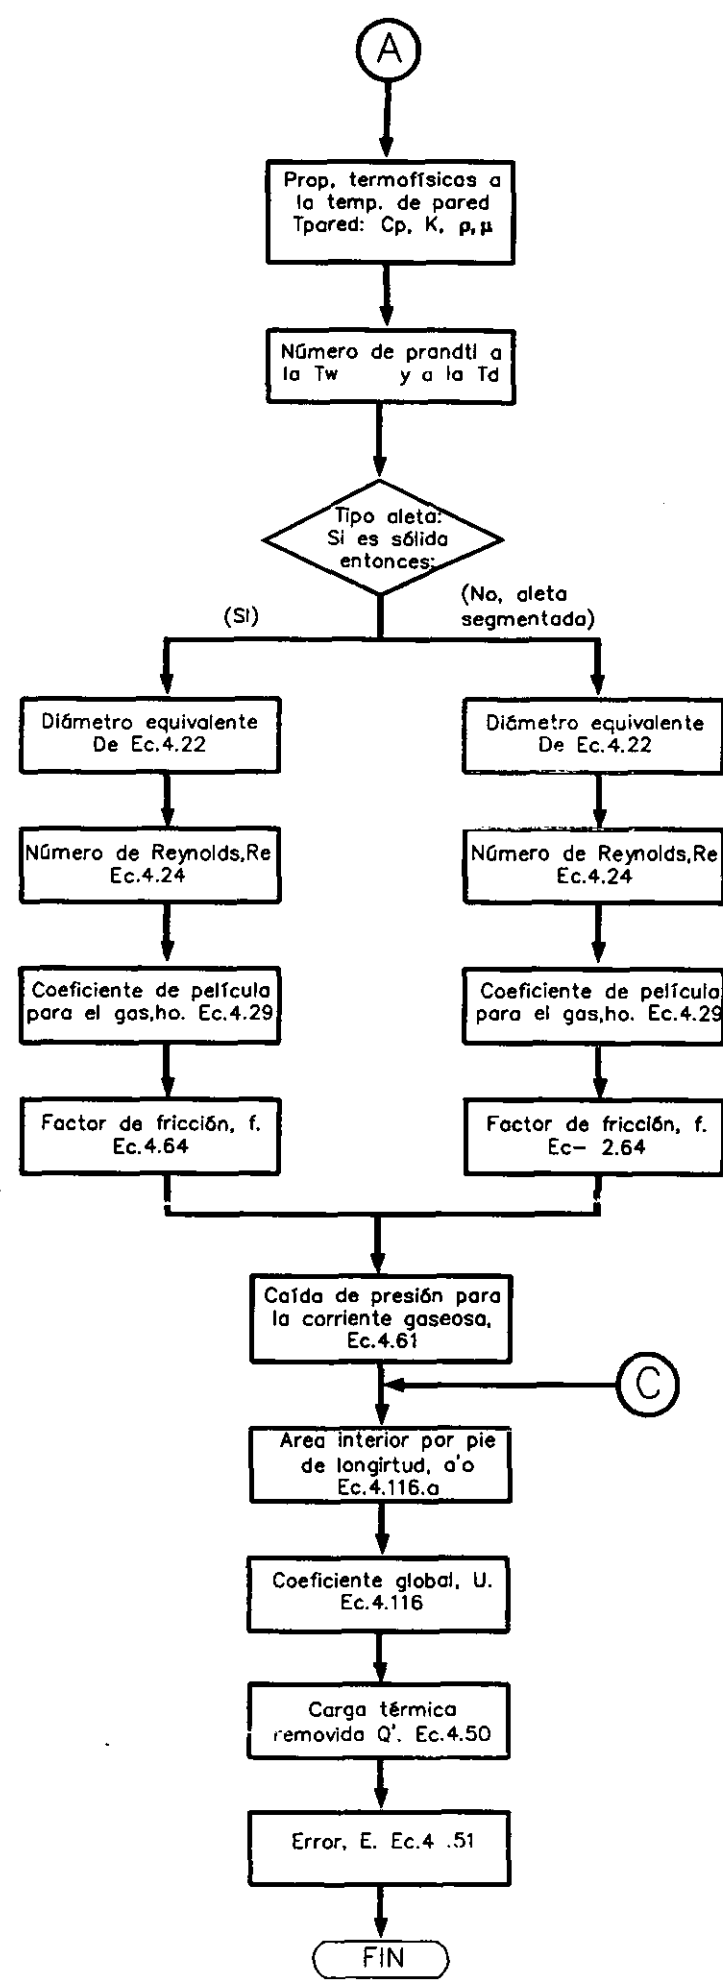 A
Prop, termofísicas a
la temp. de pared
Tpared: Cp, K, ρ,μ
Número de prandtl a
la Tw y a la Td
Tipo aleta:
Si es sólida
entonces:
(Si)
(No, aleta
segmentada)
Diámetro equivalente
De Ec.4.22
Número de Reynolds,Re
Ec.4.24
Coeficiente de película
para el gas,ho. Ec.4.29
Factor de fricción, f.
Ec.4.64
Diámetro equivalente
De Ec.4.22
Número de Reynolds,Re
Ec.4.24
Coeficiente de película
para el gas,ho. Ec.4.29
Factor de fricción, f.
Ec- 2.64
Caída de presión para
la corriente gaseosa,
Ec.4.61
C
Area interior por pie
de longirtud, a'o
Ec.4.116.a
Coeficiente global, U.
Ec.4.116
Carga térmica
removida Q'. Ec.4.50
Error, E. Ec.4 .51
FIN